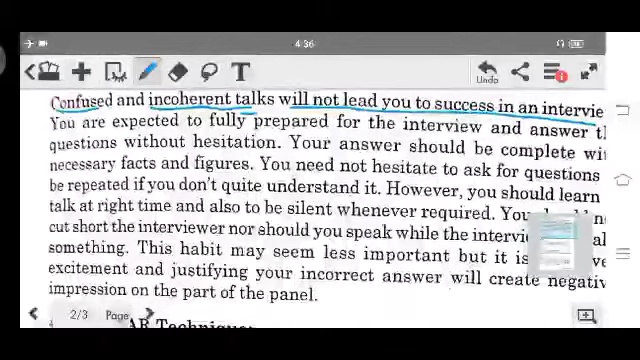 4:36
Undo
Confused and incoherent talks will not lead you to success in an intervie
You are expected to fully prepared for the interview and answer th
questions without hesitation. Your answer should be complete wit
necessary facts and figures. You need not hesitate to ask for questions
be repeated if you don't quite understand it. However, you should learn
talk at right time and also to be silent whenever required. You
cut short the interviewer nor should you speak while the
something. This habit may seem less important but it is
excitement and justifying your incorrect answer will create negativ
impression on the part of the panel.
2/3 Page
AR Technique: